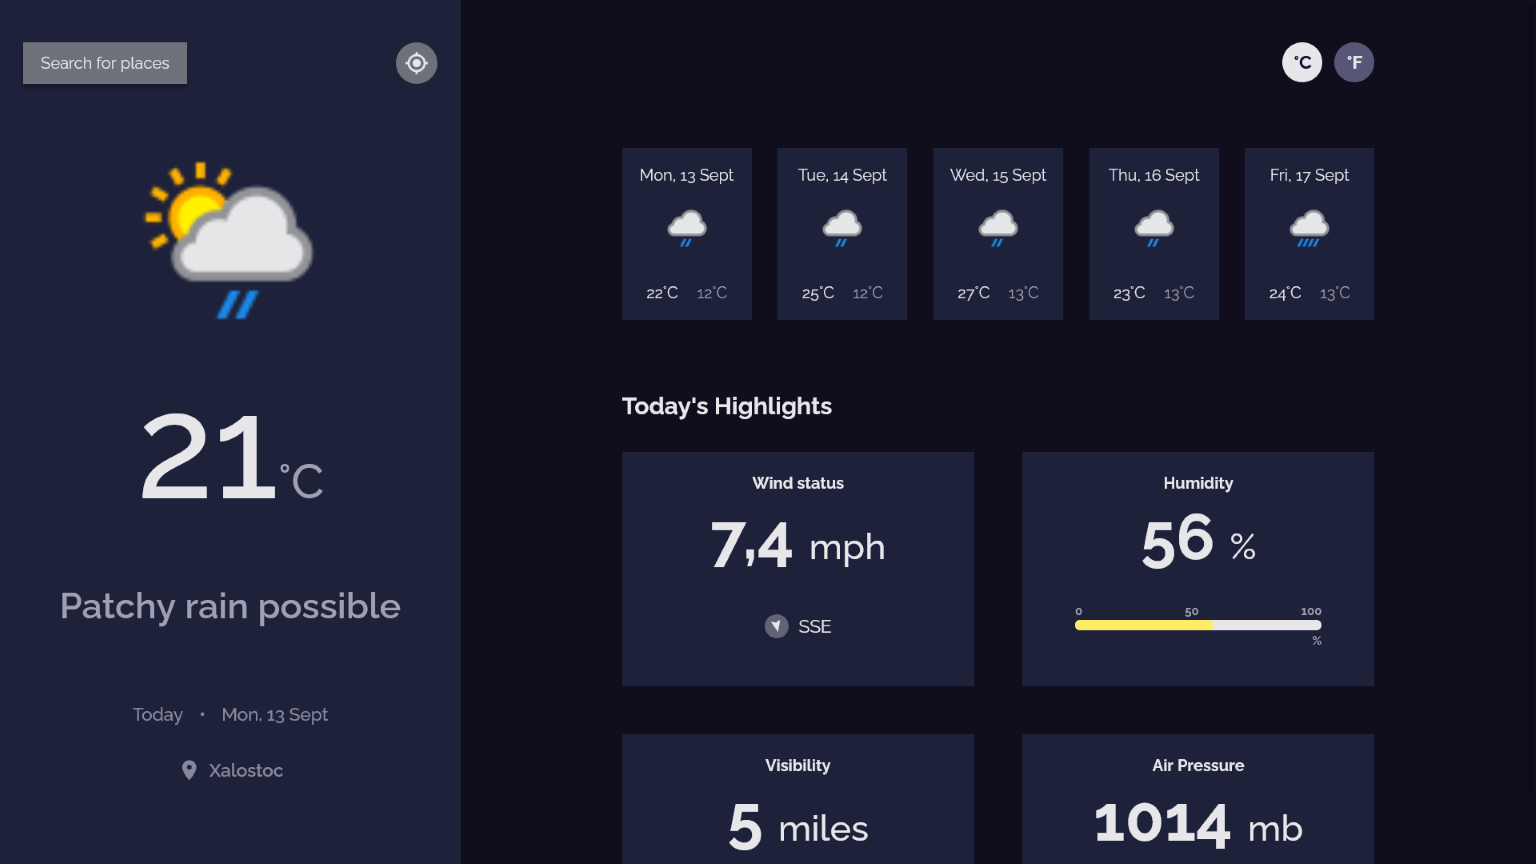 Search for places
°C °F
21°C
Patchy rain possible
Today • Mon, 13 Sept
Xalostoc
Mon, 13 Sept
22°C 12°C
Tue, 14 Sept
25°C 12°C
Wed, 15 Sept
27°C 13°C
Thu, 16 Sept
23°C 13°C
Fri, 17 Sept
24°C 13°C
Today's Highlights
Wind status
7,4 mph
SSE
Humidity
56 %
0 50 100
%
Visibility
5 miles
Air Pressure
1014 mb